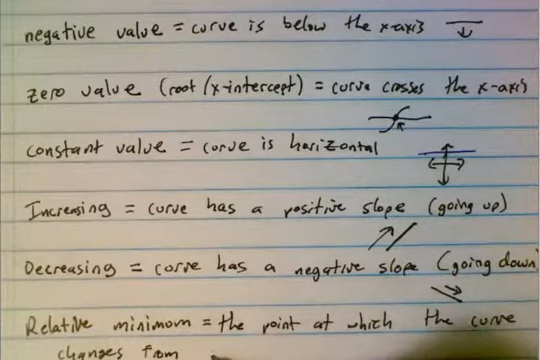 negative value = curve is below the x-axis
zero value (root/x-intercept) = curve crosses the x-axis
constant value = curve is horizontal
Increasing = curve has a positive slope (going up)
Decreasing = curve has a negative slope (going down)
Relative minimum = the point at which the curve
changes from